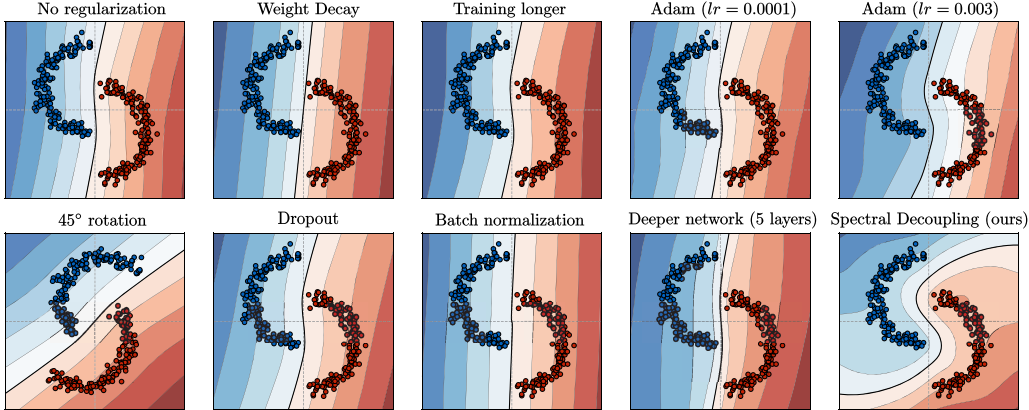 No regularization
Weight Decay
Training longer
Adam (lr = 0.0001)
Adam (lr = 0.003)
45° rotation
Dropout
Batch normalization
Deeper network (5 layers)
Spectral Decoupling (ours)